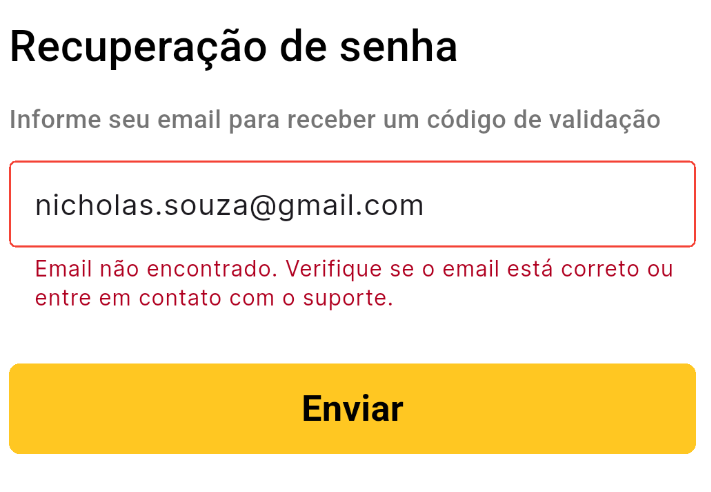 Recuperação de senha
Informe seu email para receber um código de validação
nicholas.souza@gmail.com
Email não encontrado. Verifique se o email está correto ou
entre em contato com o suporte.
Enviar